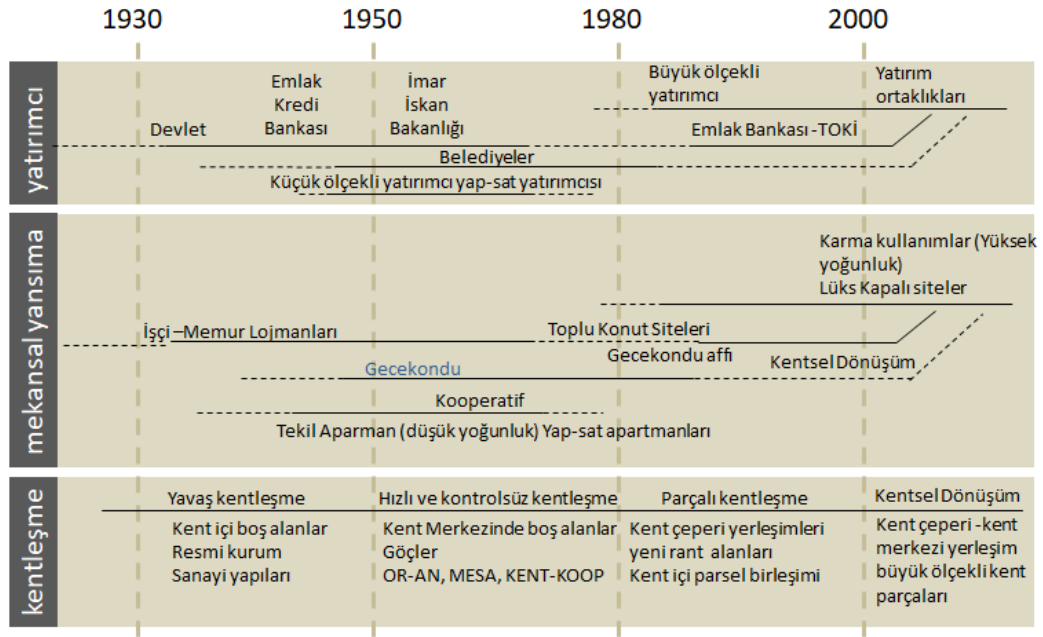 1930 1950 1980 2000
yatırımcı
Emlak
Kredi
Bankası
İmar
İskan
Bakanlığı
Büyük ölçekli
yatırımcı
Yatırım
ortaklıkları
Devlet
Emlak Bankası -TOKİ
Belediyeler
Küçük ölçekli yatırımcı yap-sat yatırımcısı
mekansal yansıma
Karma kullanımlar (Yüksek
yoğunluk)
Lüks Kapalı siteler
İşçi –Memur Lojmanları
Toplu Konut Siteleri
Gecekondu affi
Kentsel Dönüşüm
Gecekondu
Kooperatif
Tekil Aparman (düşük yoğunluk) Yap-sat apartmanları
kentleşme
Yavaş kentleşme
Kent içi boş alanlar
Resmi kurum
Sanayi yapıları
Hızlı ve kontrolsüz kentleşme
Kent Merkezinde boş alanlar
Göçler
OR-AN, MESA, KENT-KOOP
Parçalı kentleşme
Kent çeperi yerleşimleri
yeni rant alanları
Kent içi parsel birleşimi
Kentsel Dönüşüm
Kent çeperi -kent
merkezi yerleşim
büyük ölçekli kent
parçaları